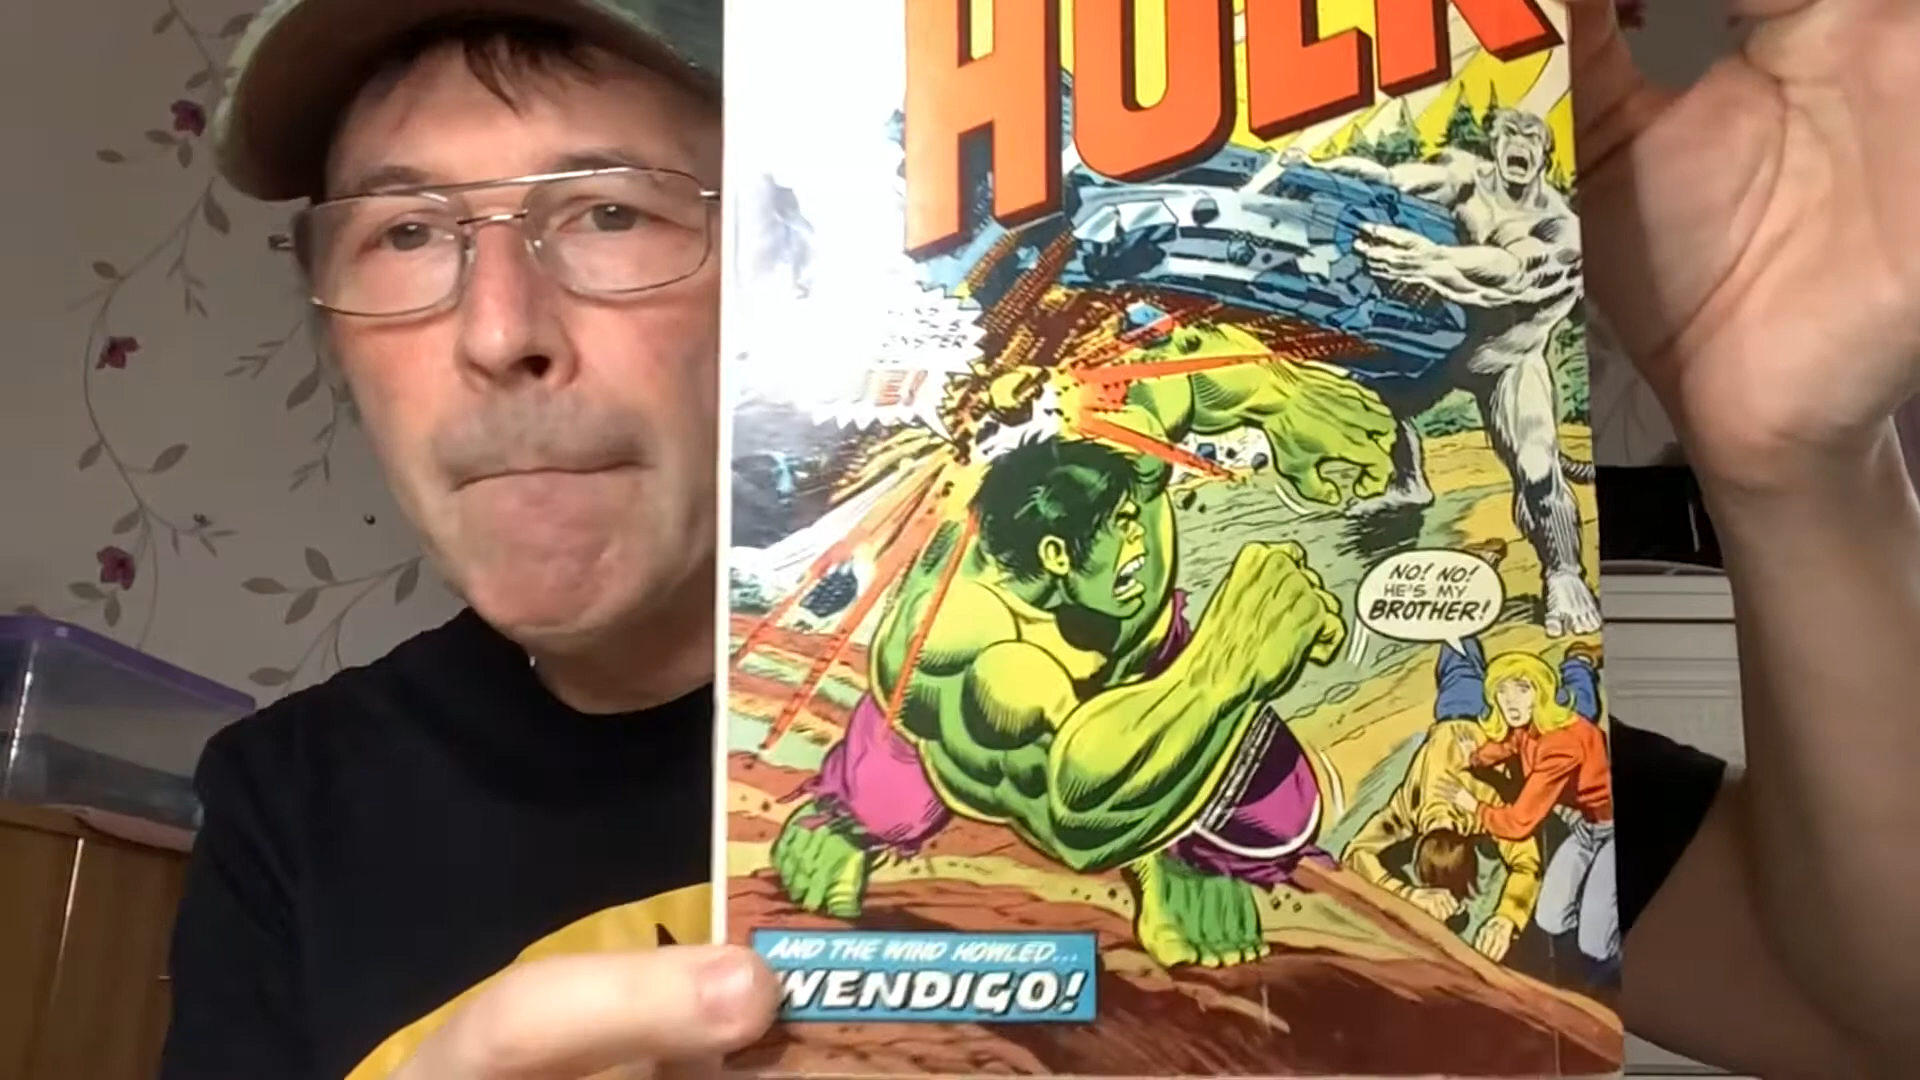 HULK
NO! NO!
HE'S MY
BROTHER!
AND THE WIND HOWLED...
WENDIGO!